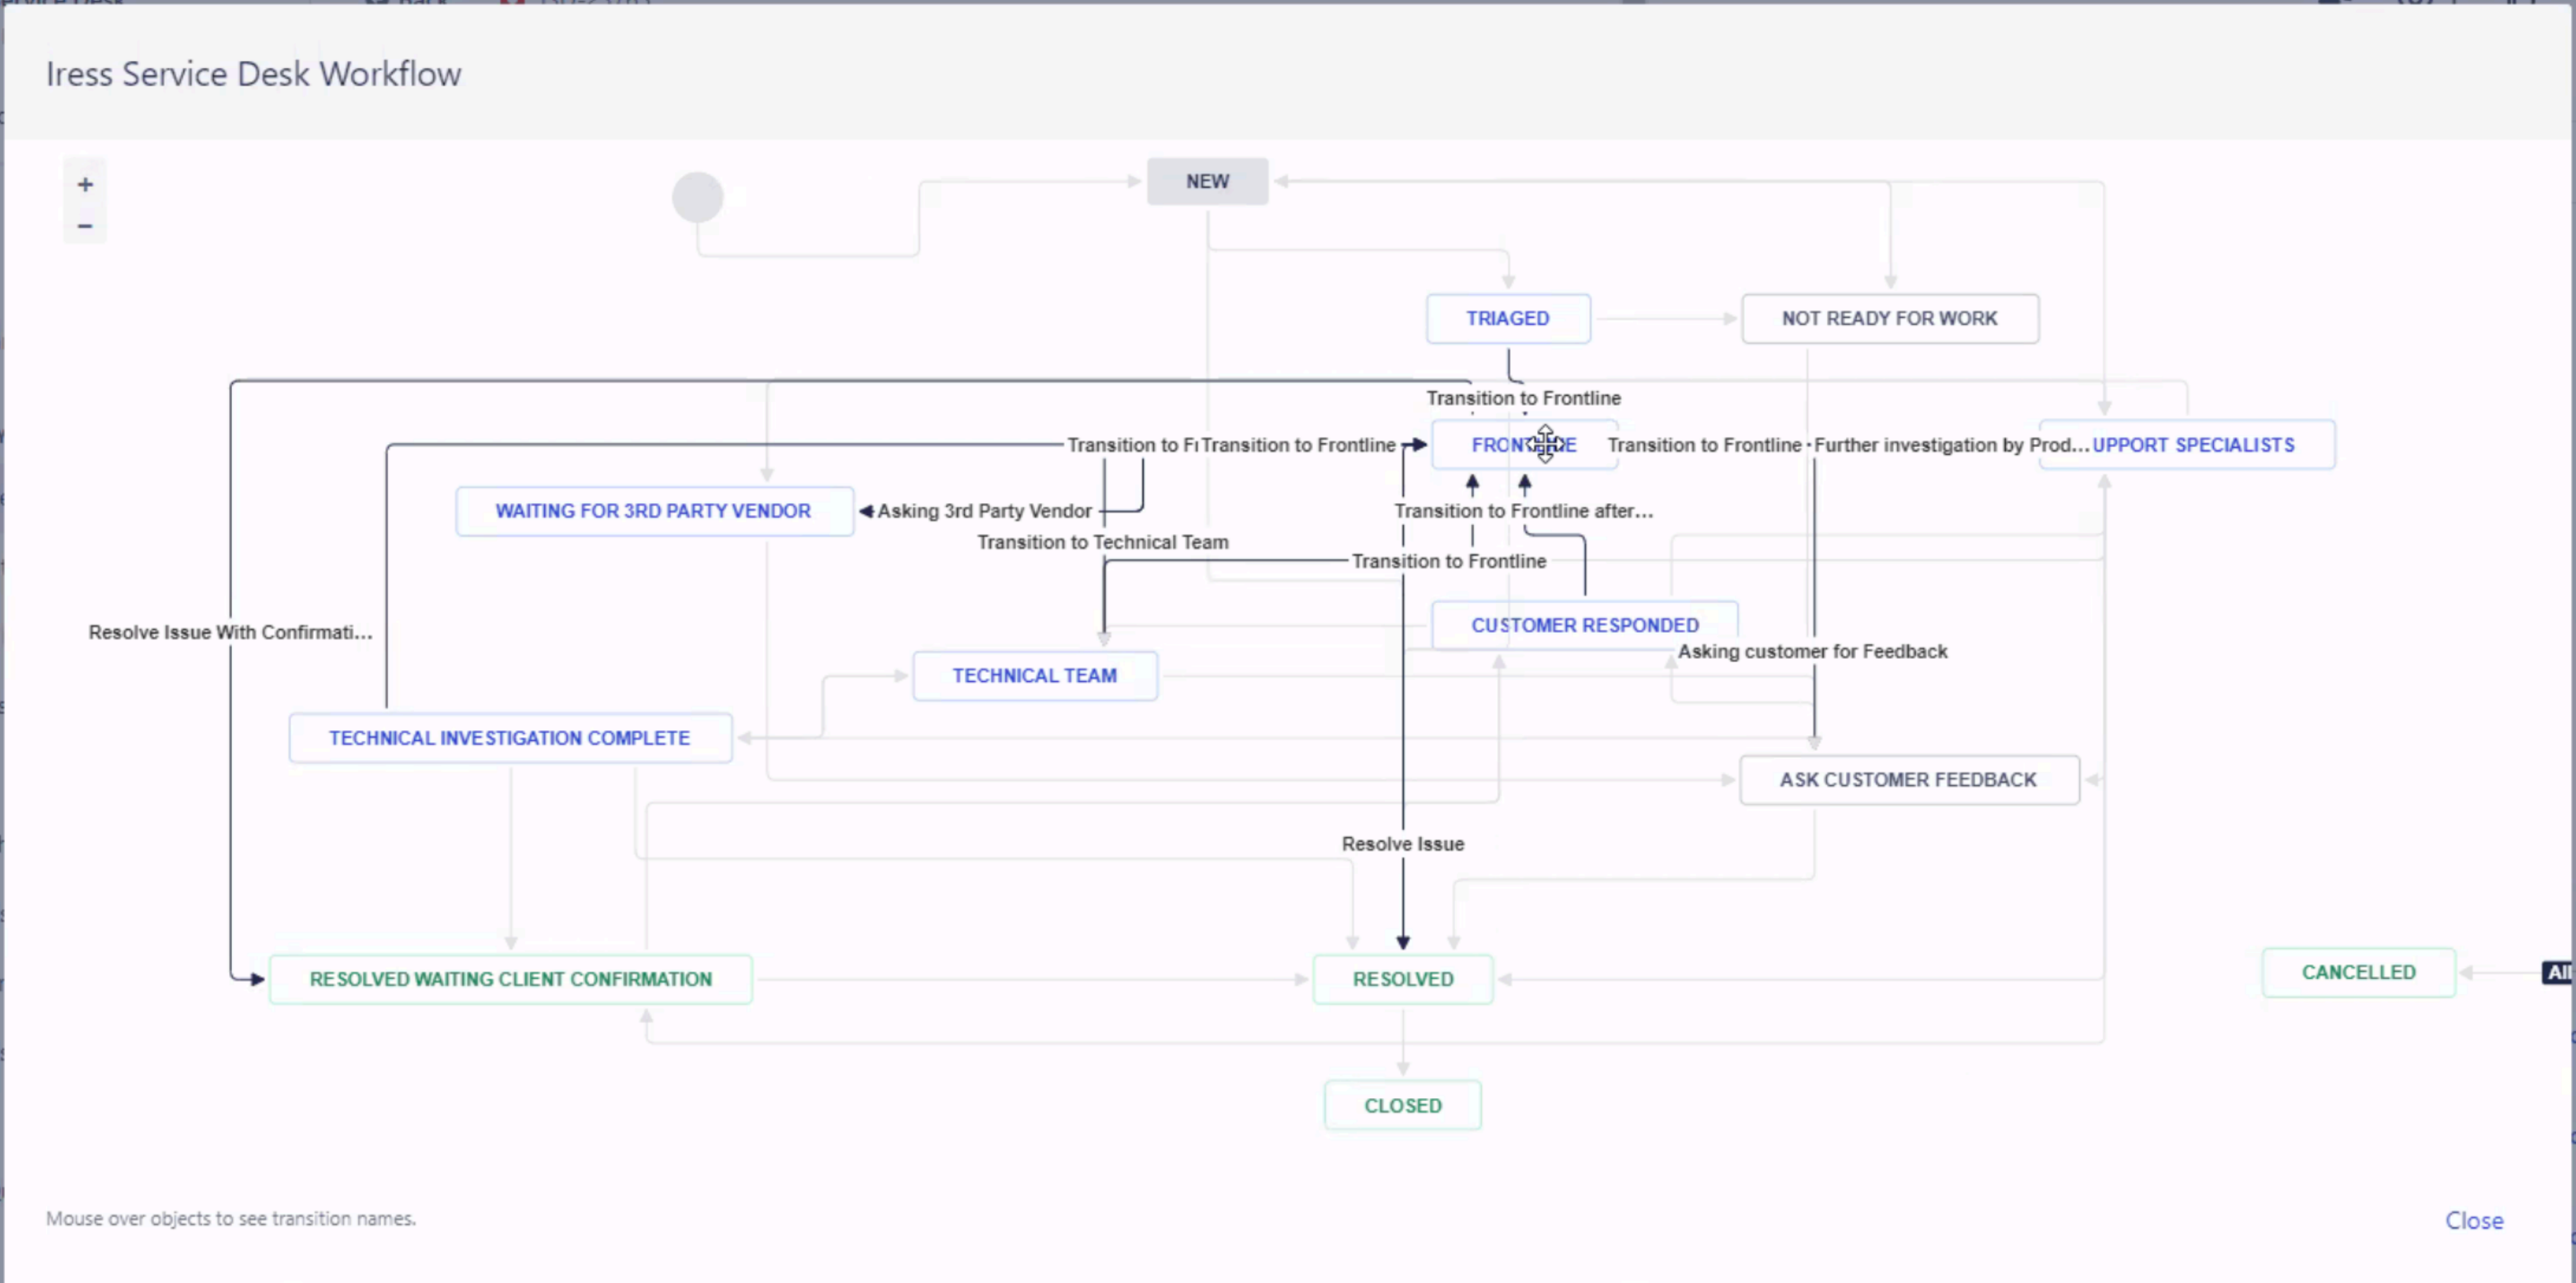 Iress Service Desk Workflow
+
−
NEW
TRIAGED
NOT READY FOR WORK
Transition to Frontline
Transition to Fr
Transition to Frontline
Transition to Frontline
Further investigation by Prod...
UPPORT SPECIALISTS
WAITING FOR 3RD PARTY VENDOR
Asking 3rd Party Vendor
Transition to Frontline after...
Transition to Technical Team
Transition to Frontline
Resolve Issue With Confirmati...
CUSTOMER RESPONDED
Asking customer for Feedback
TECHNICAL TEAM
TECHNICAL INVESTIGATION COMPLETE
ASK CUSTOMER FEEDBACK
Resolve Issue
RESOLVED WAITING CLIENT CONFIRMATION
RESOLVED
CANCELLED
All
CLOSED
Mouse over objects to see transition names.
Close